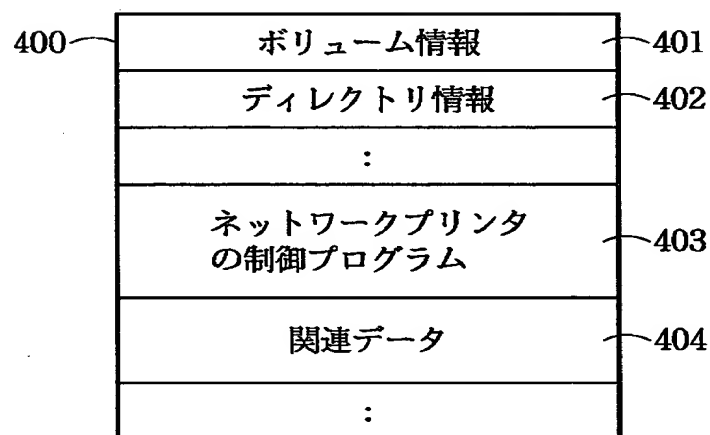 400 ボリューム情報 401
ディレクトリ情報 402
:
ネットワークプリンタ
の制御プログラム 403
関連データ 404
: